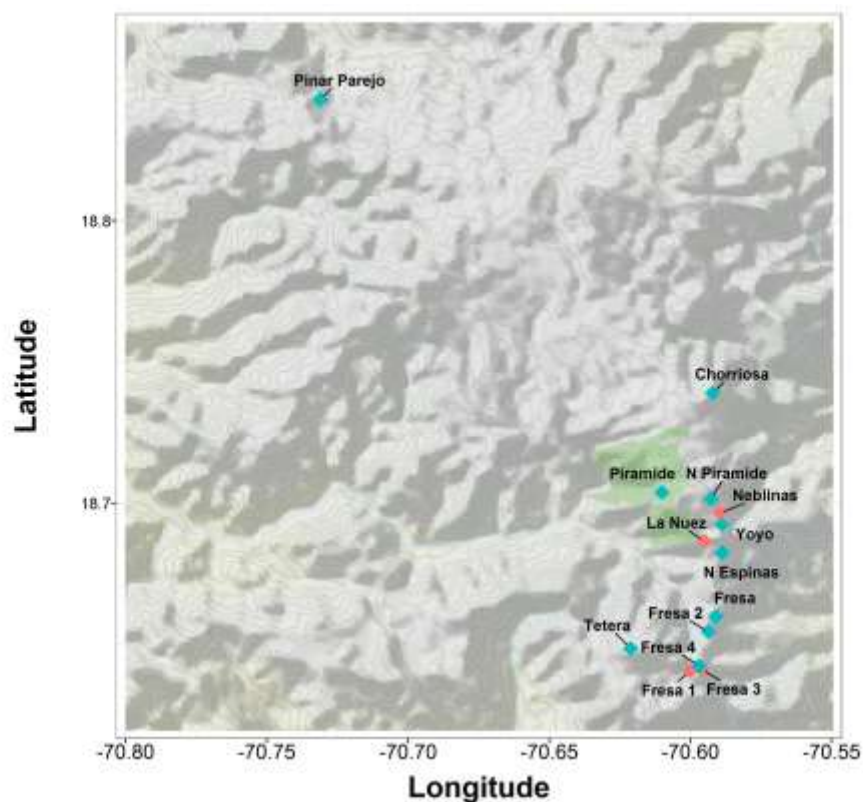 Pinar Parejo
18.8
Chorriosa
Piramide
N Piramide
Neblinas
18.7
La Nuez
Yoyo
N Espinas
Fresa
Fresa 2
Tetera
Fresa 4
Fresa 1
Fresa 3
-70.80
-70.75
-70.70
-70.65
-70.60
-70.55
Longitude
Latitude